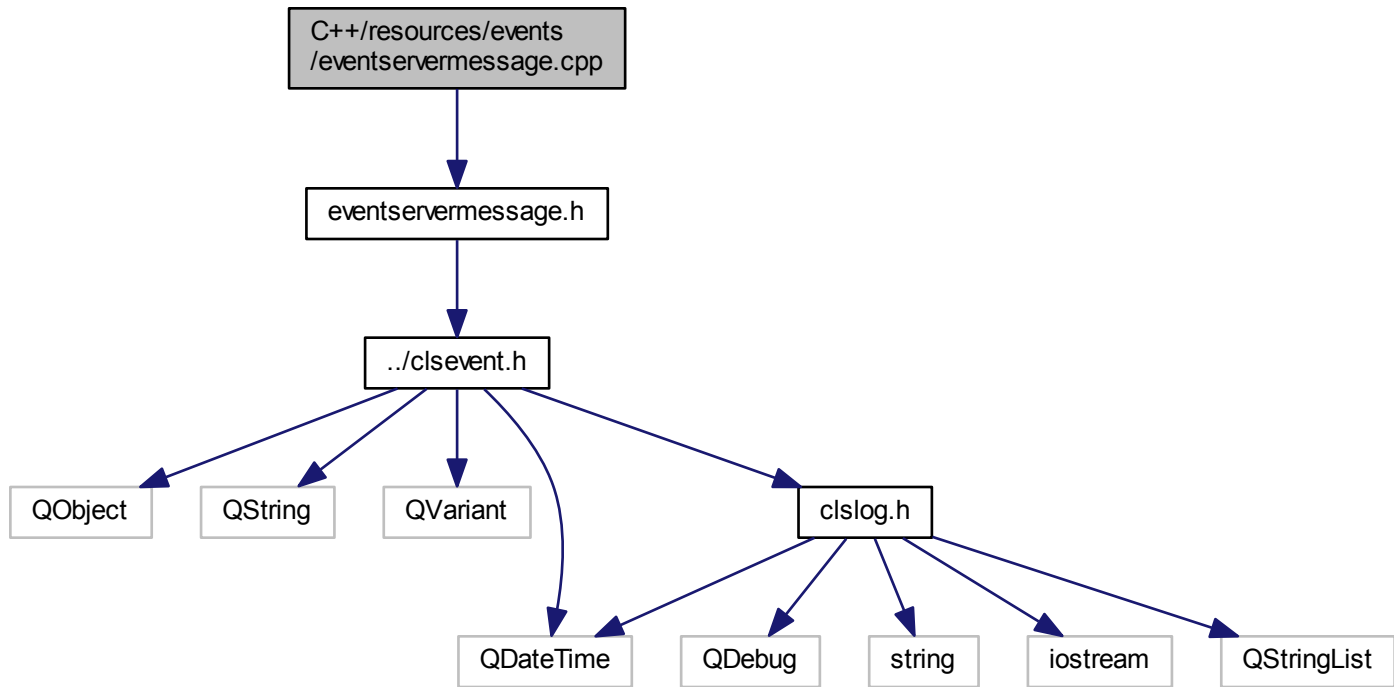 C++/resources/events
/eventservermessage.cpp
eventservermessage.h
../clsevent.h
QObject
QString
QVariant
clslog.h
QDateTime
QDebug
string
iostream
QStringList